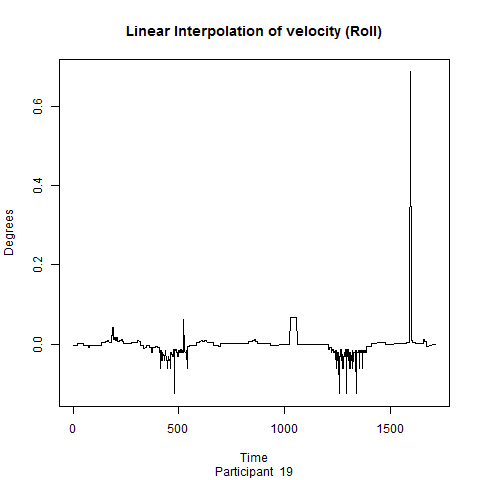 Linear Interpolation of velocity (Roll)
Degrees
0.6
0.4
0.2
0.0
0 500 1000 1500
Time
Participant 19